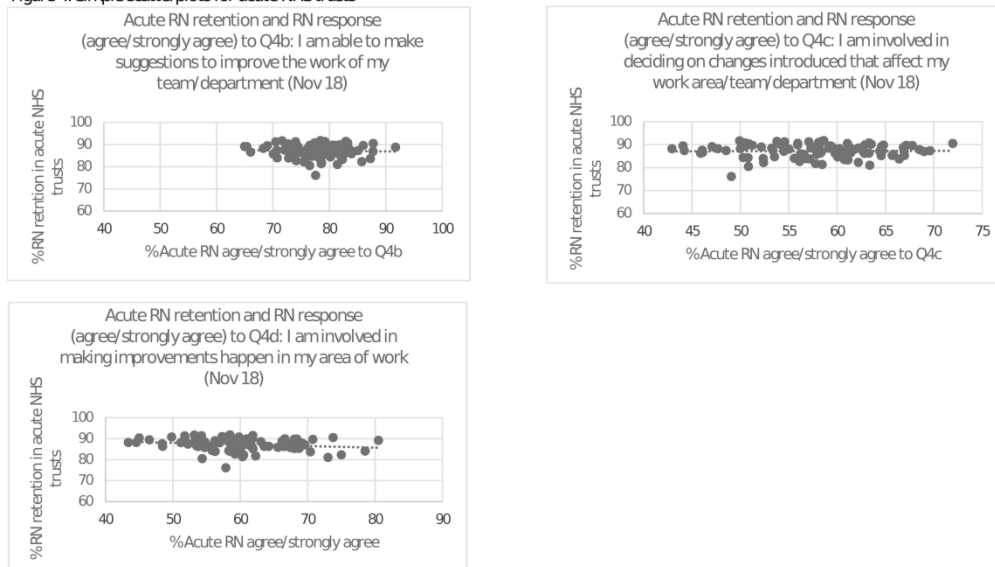 Acute RN retention and RN response
(agree/strongly agree) to Q4b: I am able to make
suggestions to improve the work of my
team/department (Nov 18)
%RN retntion in acute NHS
trusts
100
90
80
70
60
40
50
60
70
80
90
100
%Acute RN agree/strongly agree to Q4b
Acute RN retention and RN response
(agree/strongly agree) to Q4c: I am involved in
deciding on changes introduced that affect my
work area/team/department (Nov 18)
%RN retention in acute NHS
trusts
100
90
80
70
60
40
45
50
55
60
65
70
75
%Acute RN agree/strongly agree to Q4c
Acute RN retention and RN response
(agree/strongly agree) to Q4d: I am involved in
making improvements happen in my area of work
(Nov 18)
%RN retention in acute NHS
trusts
100
90
80
70
60
50
40
50
60
70
80
90
%Acute RN agree/strongly agree